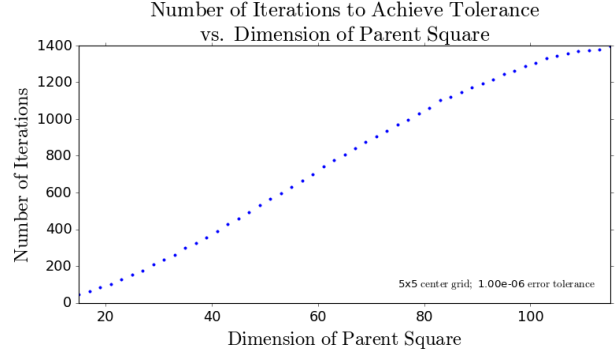 Number of Iterations to Achieve Tolerance
vs. Dimension of Parent Square
1400
1200
1000
800
600
400
200
0
Number of Iterations
5x5 center grid; 1.00e-06 error tolerance
20
40
60
80
100
Dimension of Parent Square